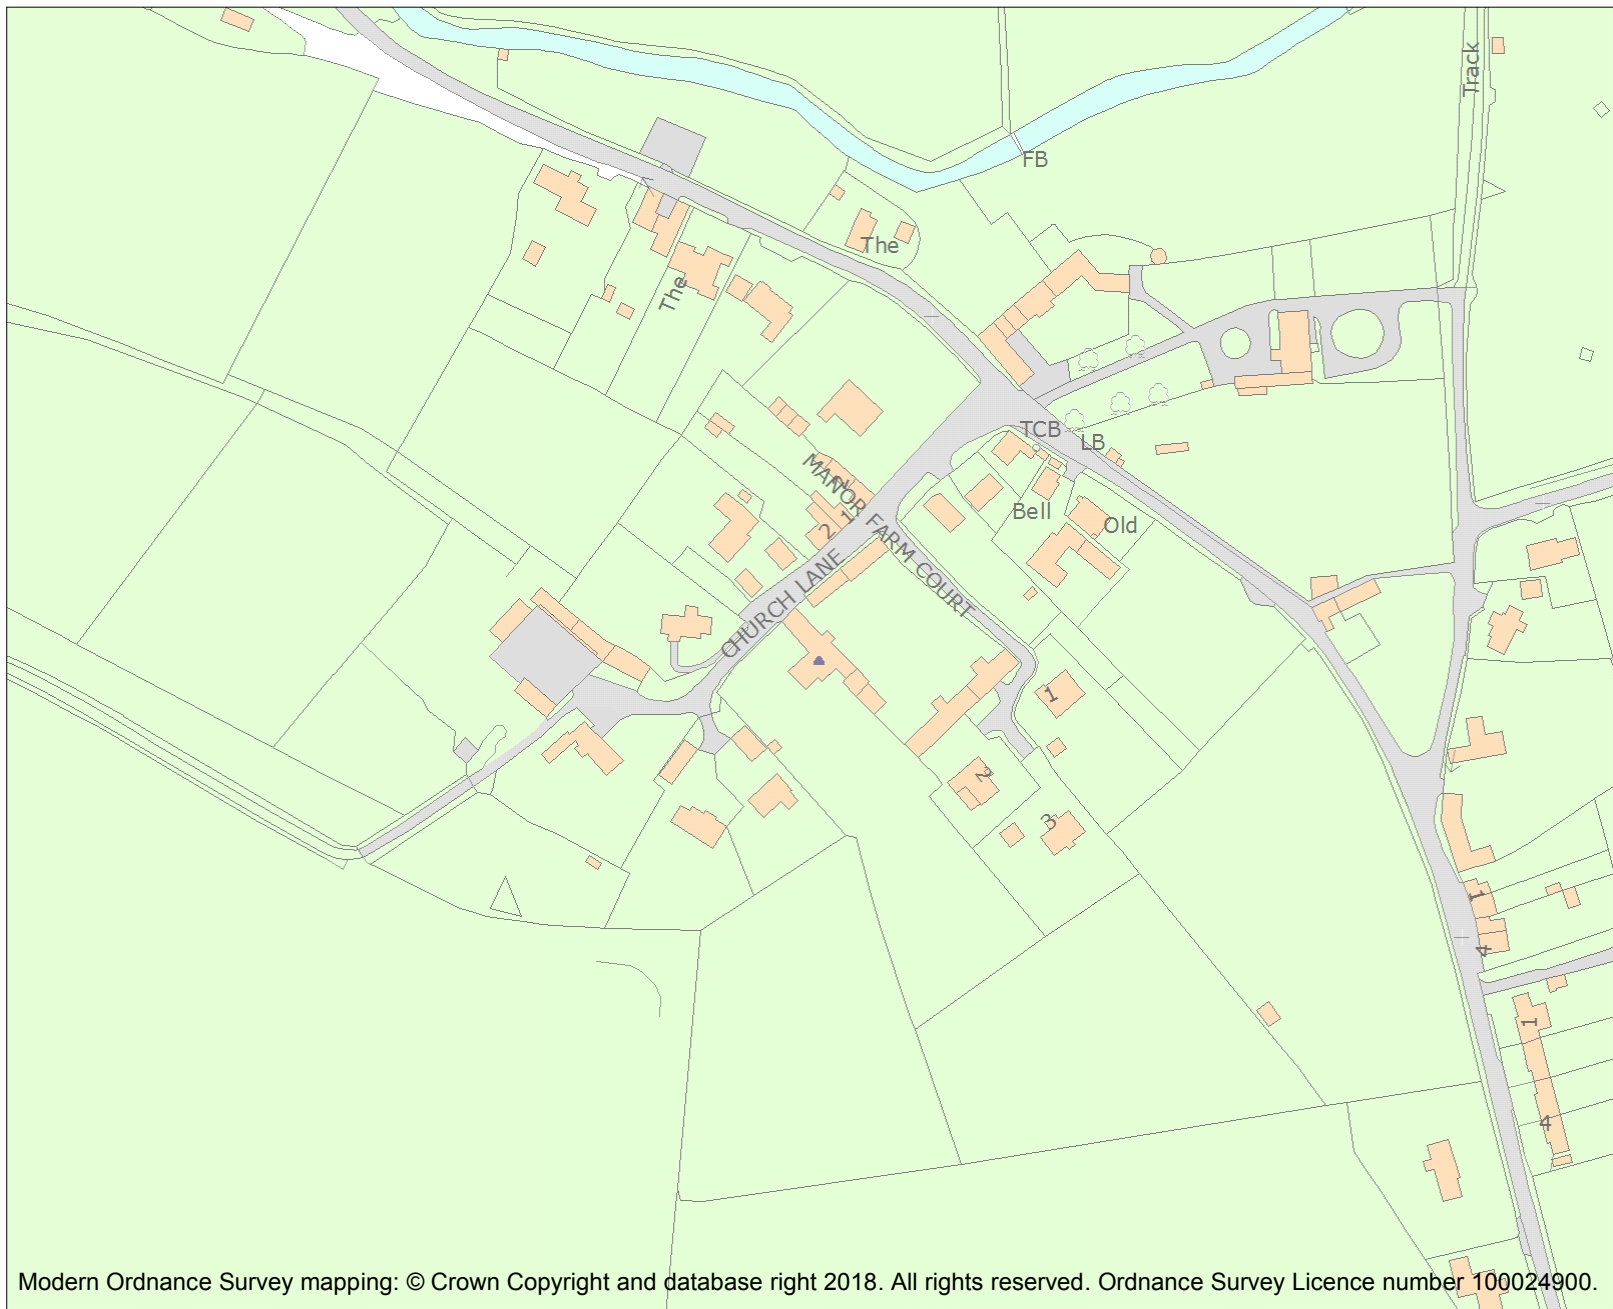 Track
FB
The
The
TCB
LB
Bell
Old
MANOR FARM COURT
2
1
2
CHURCH LANE
1
2
3
1
4
1
4
Modern Ordnance Survey mapping: © Crown Copyright and database right 2018. All rights reserved. Ordnance Survey Licence number 100024900.